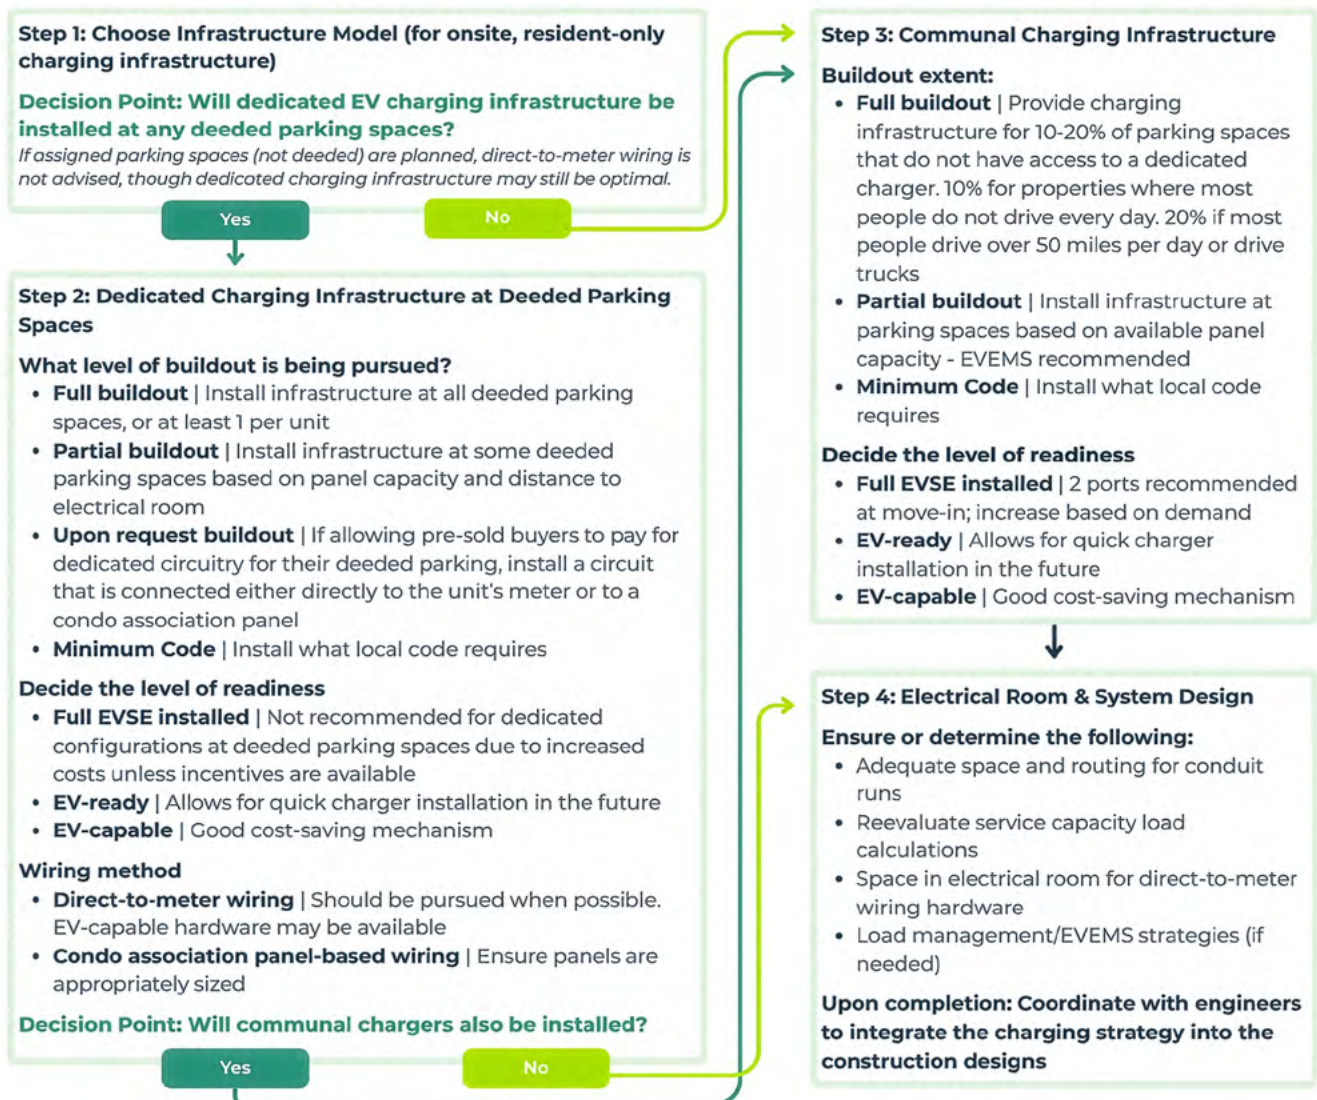 Step 1: Choose Infrastructure Model (for onsite, resident-only
charging infrastructure)
Decision Point: Will dedicated EV charging infrastructure be
installed at any deeded parking spaces?
If assigned parking spaces (not deeded) are planned, direct-to-meter wiring is
not advised, though dedicated charging infrastructure may still be optimal.
Yes
No
Step 2: Dedicated Charging Infrastructure at Deeded Parking
Spaces
What level of buildout is being pursued?
• Full buildout | Install infrastructure at all deeded parking
spaces, or at least 1 per unit
• Partial buildout | Install infrastructure at some deeded
parking spaces based on panel capacity and distance to
electrical room
• Upon request buildout | If allowing pre-sold buyers to pay for
dedicated circuitry for their deeded parking, install a circuit
that is connected either directly to the unit's meter or to a
condo association panel
• Minimum Code | Install what local code requires
Decide the level of readiness
• Full EVSE installed | Not recommended for dedicated
configurations at deeded parking spaces due to increased
costs unless incentives are available
• EV-ready | Allows for quick charger installation in the future
• EV-capable | Good cost-saving mechanism
Wiring method
• Direct-to-meter wiring | Should be pursued when possible.
EV-capable hardware may be available
• Condo association panel-based wiring | Ensure panels are
appropriately sized
Decision Point: Will communal chargers also be installed?
Yes
No
Step 3: Communal Charging Infrastructure
Buildout extent:
• Full buildout | Provide charging
infrastructure for 10-20% of parking spaces
that do not have access to a dedicated
charger. 10% for properties where most
people do not drive every day. 20% if most
people drive over 50 miles per day or drive
trucks
• Partial buildout | Install infrastructure at
parking spaces based on available panel
capacity - EVEMS recommended
• Minimum Code | Install what local code
requires
Decide the level of readiness
• Full EVSE installed | 2 ports recommended
at move-in; increase based on demand
• EV-ready | Allows for quick charger
installation in the future
• EV-capable | Good cost-saving mechanism
Step 4: Electrical Room & System Design
Ensure or determine the following:
• Adequate space and routing for conduit
runs
• Reevaluate service capacity load
calculations
• Space in electrical room for direct-to-meter
wiring hardware
• Load management/EVEMS strategies (if
needed)
Upon completion: Coordinate with engineers
to integrate the charging strategy into the
construction designs